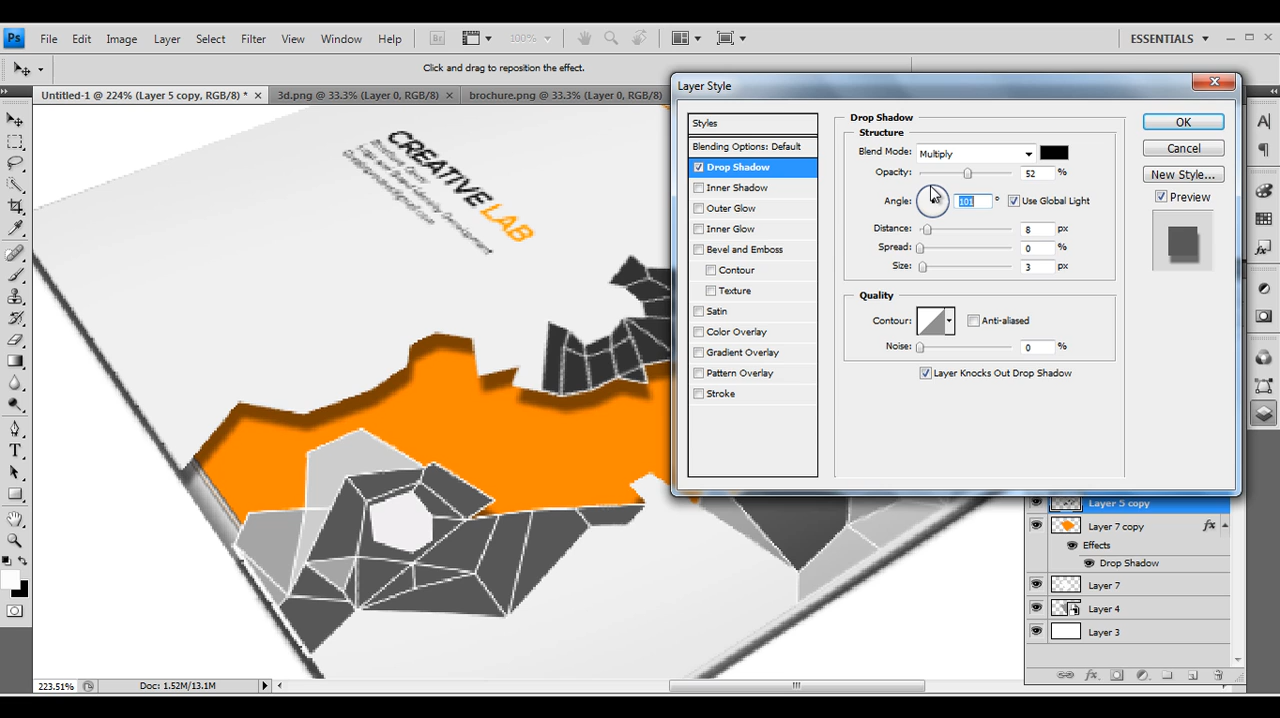 Ps File Edit Image Layer Select Filter View Window Help Br 100% ESSENTIALS
Click and drag to reposition the effect.
Untitled-1 @ 224% (Layer 5 copy, RGB/8) * × 3d.png @ 33.3% (Layer 0, RGB/8) × brochure.png @ 33.3% (Layer 0, RGB/8)
CREATIVE LAB
Layer Style
Styles
Blending Options: Default
Drop Shadow
Inner Shadow
Outer Glow
Inner Glow
Bevel and Emboss
Contour
Texture
Satin
Color Overlay
Gradient Overlay
Pattern Overlay
Stroke
Drop Shadow
Structure
Blend Mode: Multiply
Opacity: 52 %
Angle: 101 ° Use Global Light
Distance: 8 px
Spread: 0 %
Size: 3 px
Quality
Contour: Anti-aliased
Noise: 0 %
Layer Knocks Out Drop Shadow
OK
Cancel
New Style...
Preview
Layer 5 copy
Layer 7 copy fx
Effects
Drop Shadow
Layer 7
Layer 4
Layer 3
223.51% Doc: 1.52M/13.1M